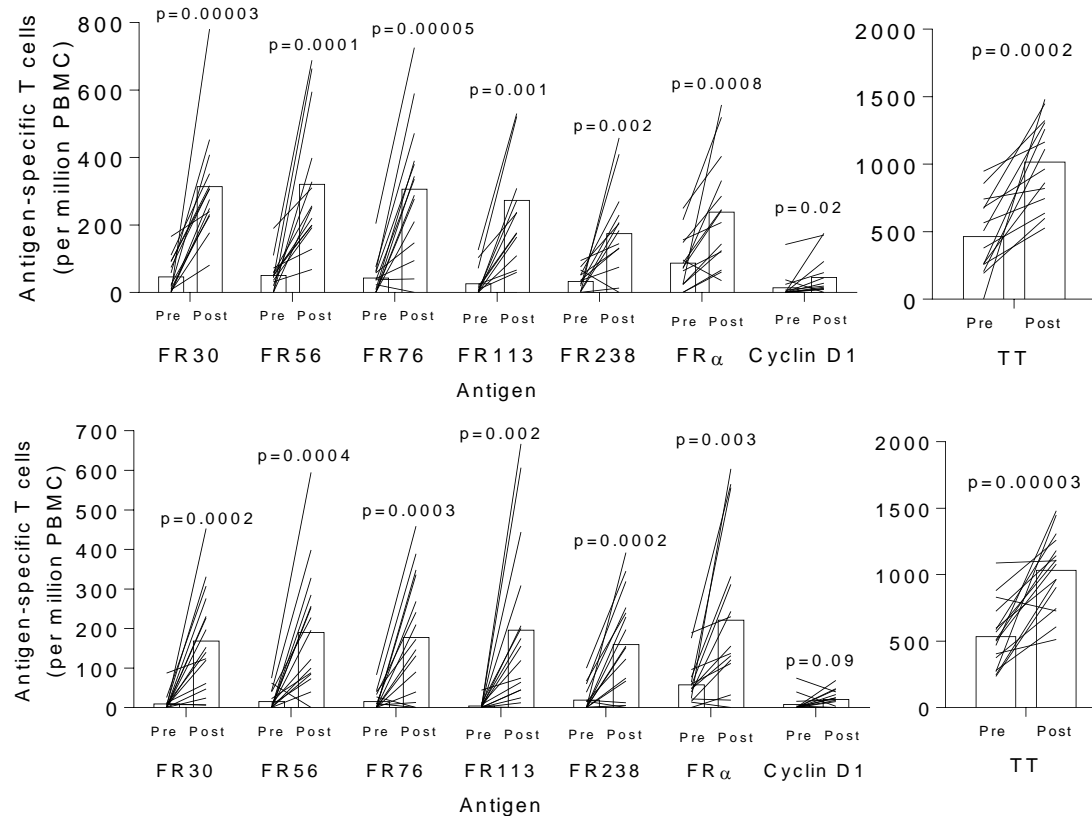 p=0.00003
p=0.0001
p=0.00005
p=0.001
p=0.002
p=0.0008
p=0.02
p=0.0002
Antigen-specific T cells
(per million PBMC)
800
600
400
200
0
2000
1500
1000
500
0
Pre Post Pre Post Pre Post Pre Post Pre Post Pre Post Pre Post Pre Post
FR30 FR56 FR76 FR113 FR238 FRα Cyclin D1 TT
Antigen
p=0.0002
p=0.0004
p=0.0003
p=0.002
p=0.0002
p=0.003
p=0.09
p=0.00003
Antigen-specific T cells
(per million PBMC)
700
600
500
400
300
200
100
0
2000
1500
1000
500
0
Pre Post Pre Post Pre Post Pre Post Pre Post Pre Post Pre Post Pre Post
FR30 FR56 FR76 FR113 FR238 FRα Cyclin D1 TT
Antigen